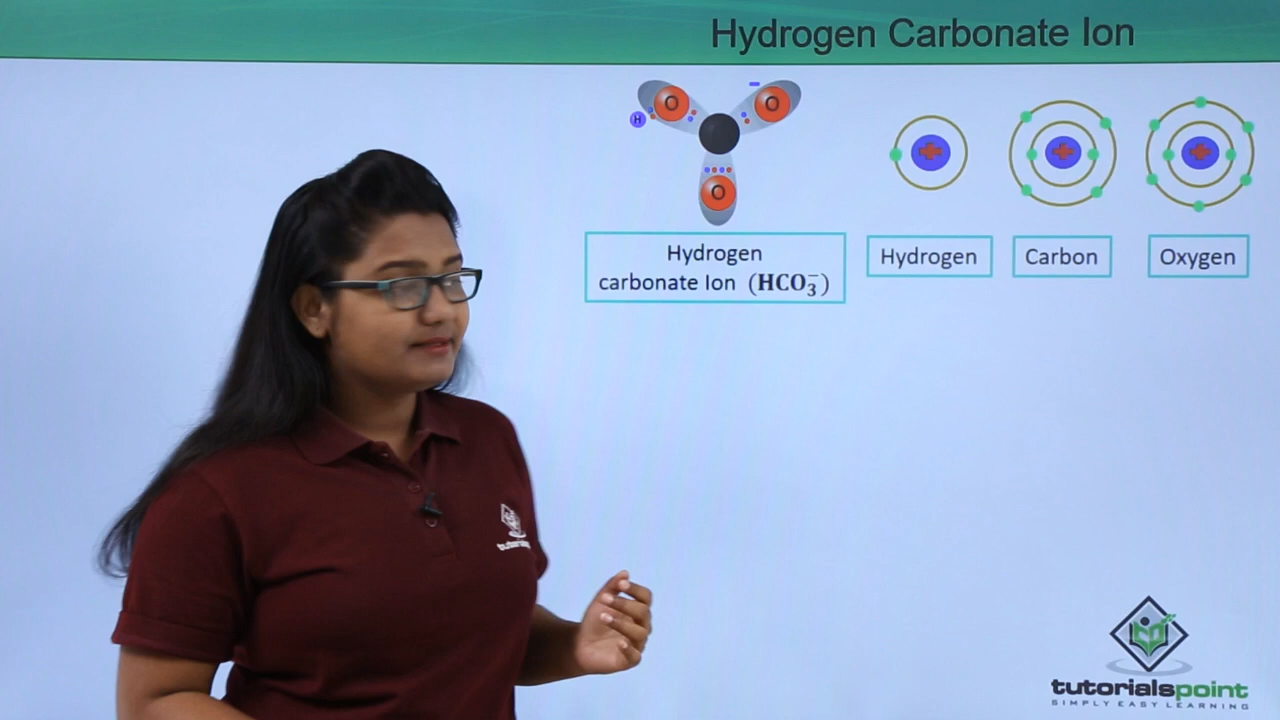 Hydrogen Carbonate Ion
O
O
H
O
Hydrogen
carbonate Ion (HCO₃⁻)
Hydrogen
Carbon
Oxygen
tutorialspoint
SIMPLY EASY LEARNING